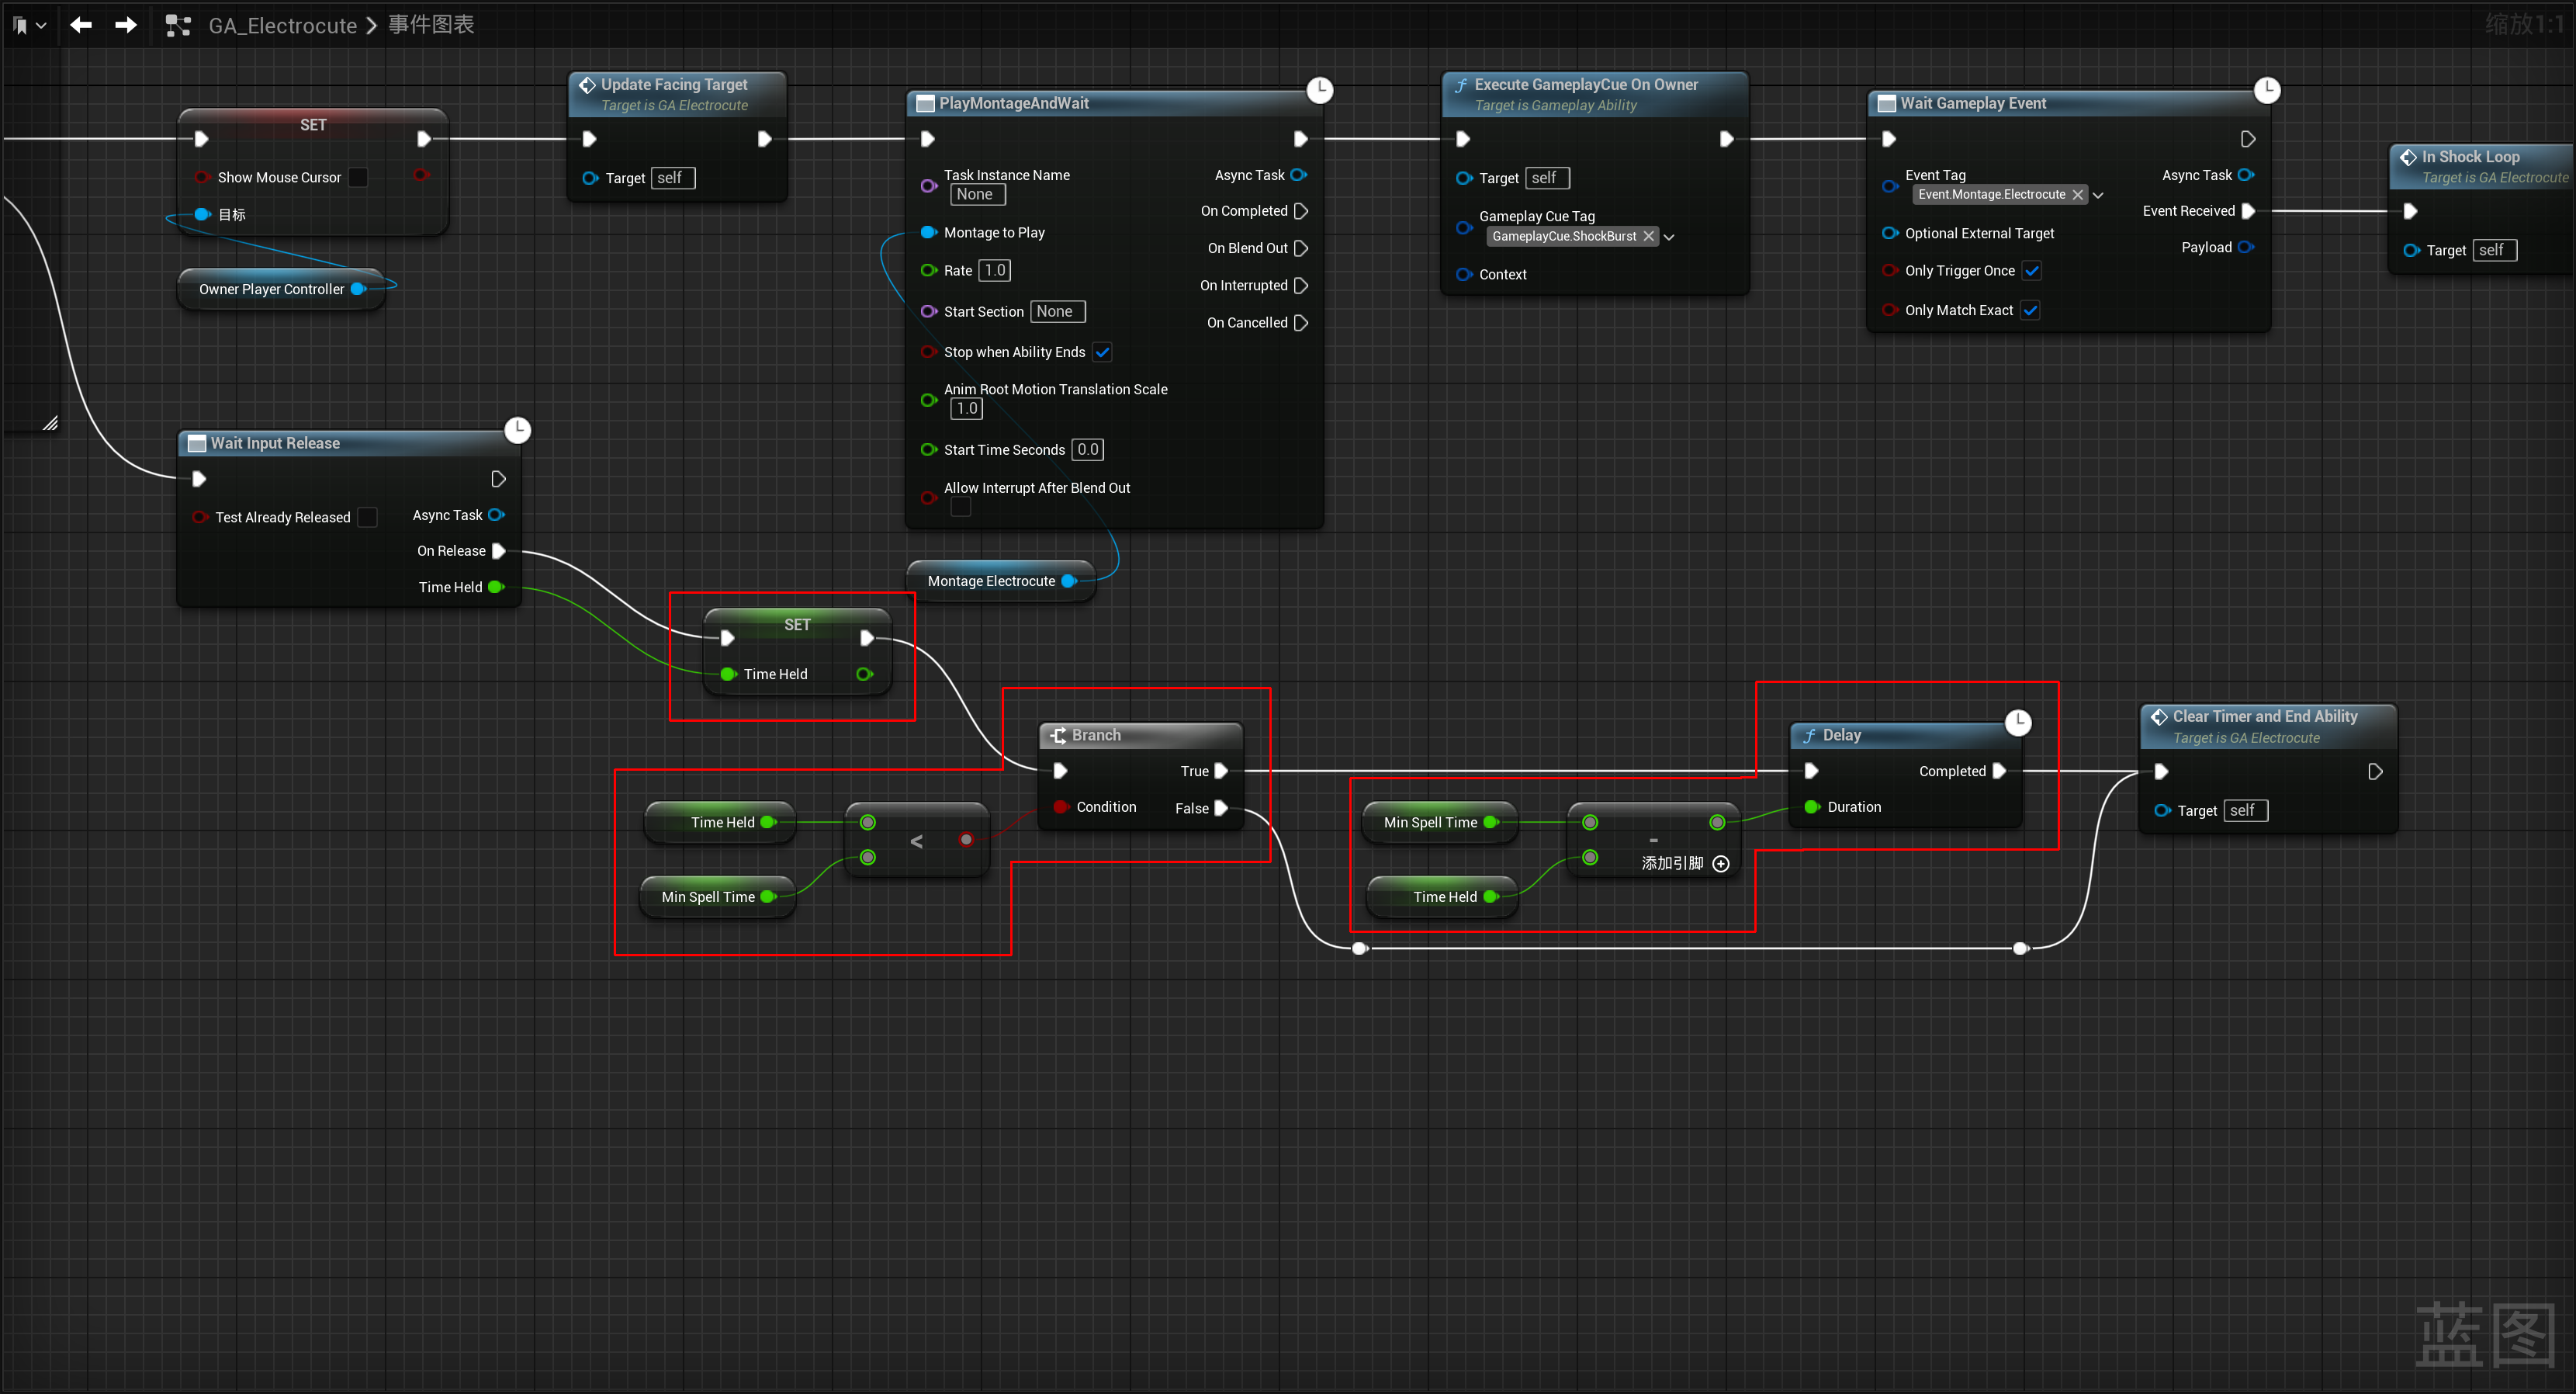 GA_Electrocute > 事件图表
缩放1:1
SET
Show Mouse Cursor
目标
Owner Player Controller
Update Facing Target
Target is GA Electrocute
Target self
PlayMontageAndWait
Task Instance Name
None
Async Task
On Completed
Montage to Play
On Blend Out
Rate 1.0
On Interrupted
Start Section None
On Cancelled
Stop when Ability Ends
Anim Root Motion Translation Scale
1.0
Start Time Seconds 0.0
Allow Interrupt After Blend Out
Montage Electrocute
Execute GameplayCue On Owner
Target is Gameplay Ability
Target self
Gameplay Cue Tag
GameplayCue.ShockBurst
Context
Wait Gameplay Event
Event Tag
Event.Montage.Electrocute
Async Task
Event Received
Optional External Target
Payload
Only Trigger Once
Only Match Exact
In Shock Loop
Target is GA Electrocute
Target self
Wait Input Release
Test Already Released
Async Task
On Release
Time Held
SET
Time Held
Branch
True
Condition
False
Time Held
<
Min Spell Time
Min Spell Time
-
添加引脚
Time Held
Delay
Completed
Duration
Clear Timer and End Ability
Target is GA Electrocute
Target self
蓝图